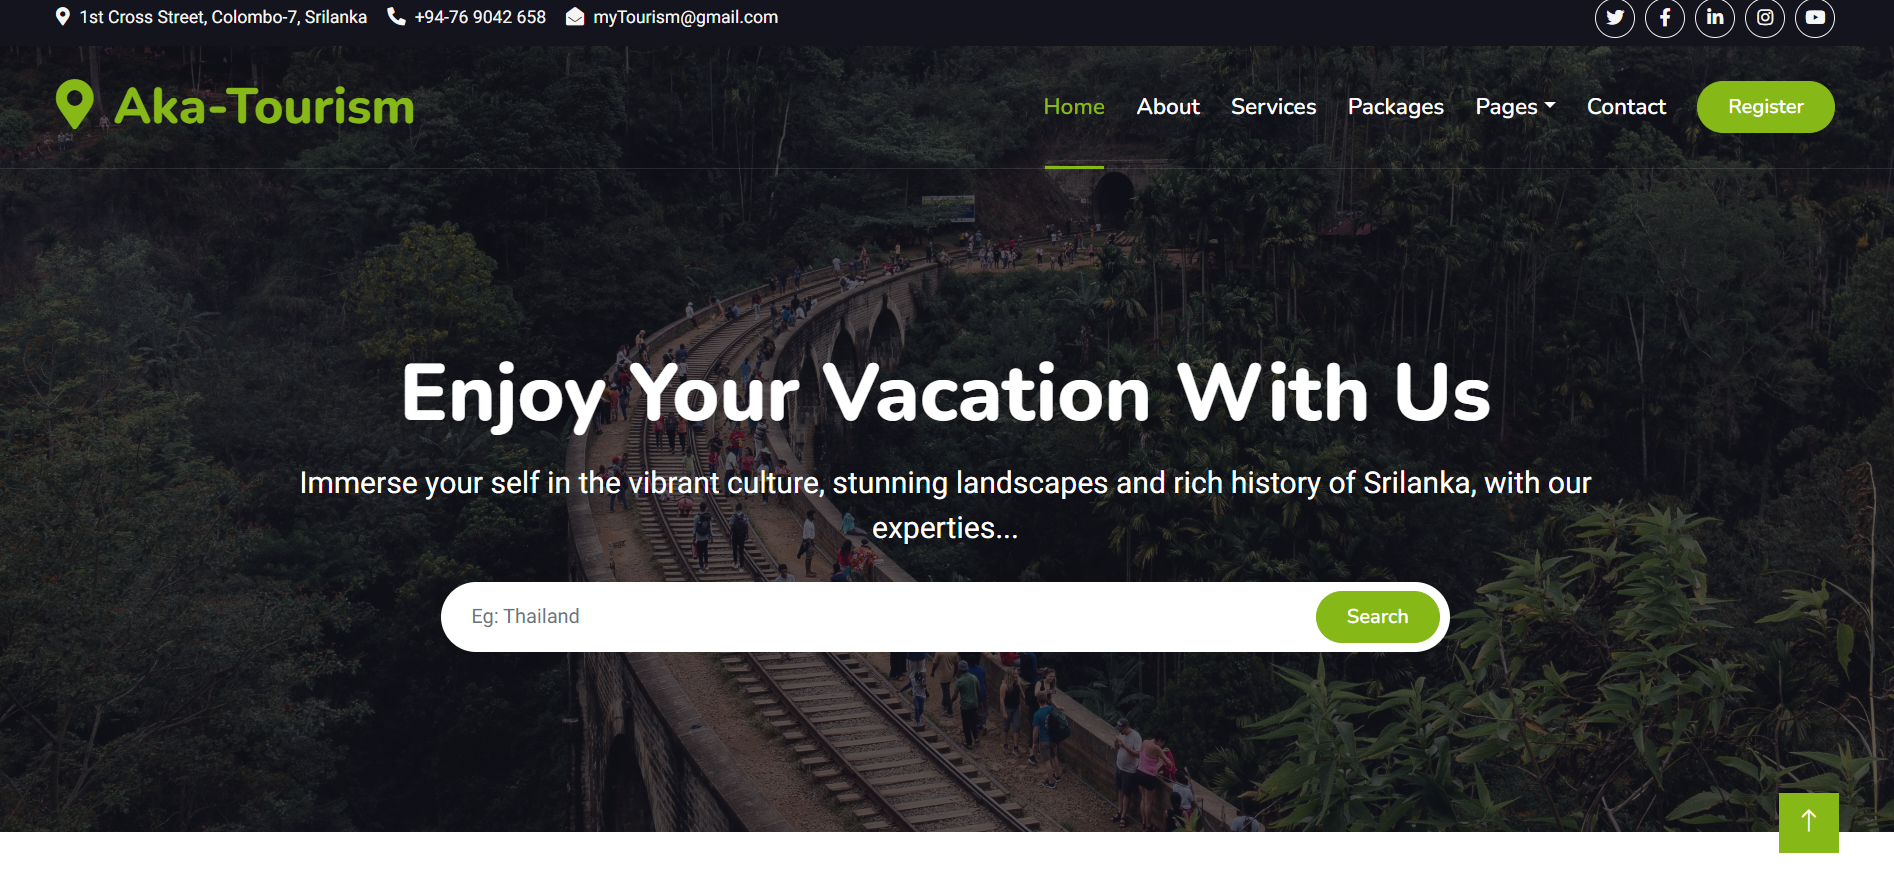 1st Cross Street, Colombo-7, Srilanka +94-76 9042 658 myTourism@gmail.com
Aka-Tourism
Home About Services Packages Pages Contact Register
Enjoy Your Vacation With Us
Immerse your self in the vibrant culture, stunning landscapes and rich history of Srilanka, with our
experties...
Eg: Thailand Search